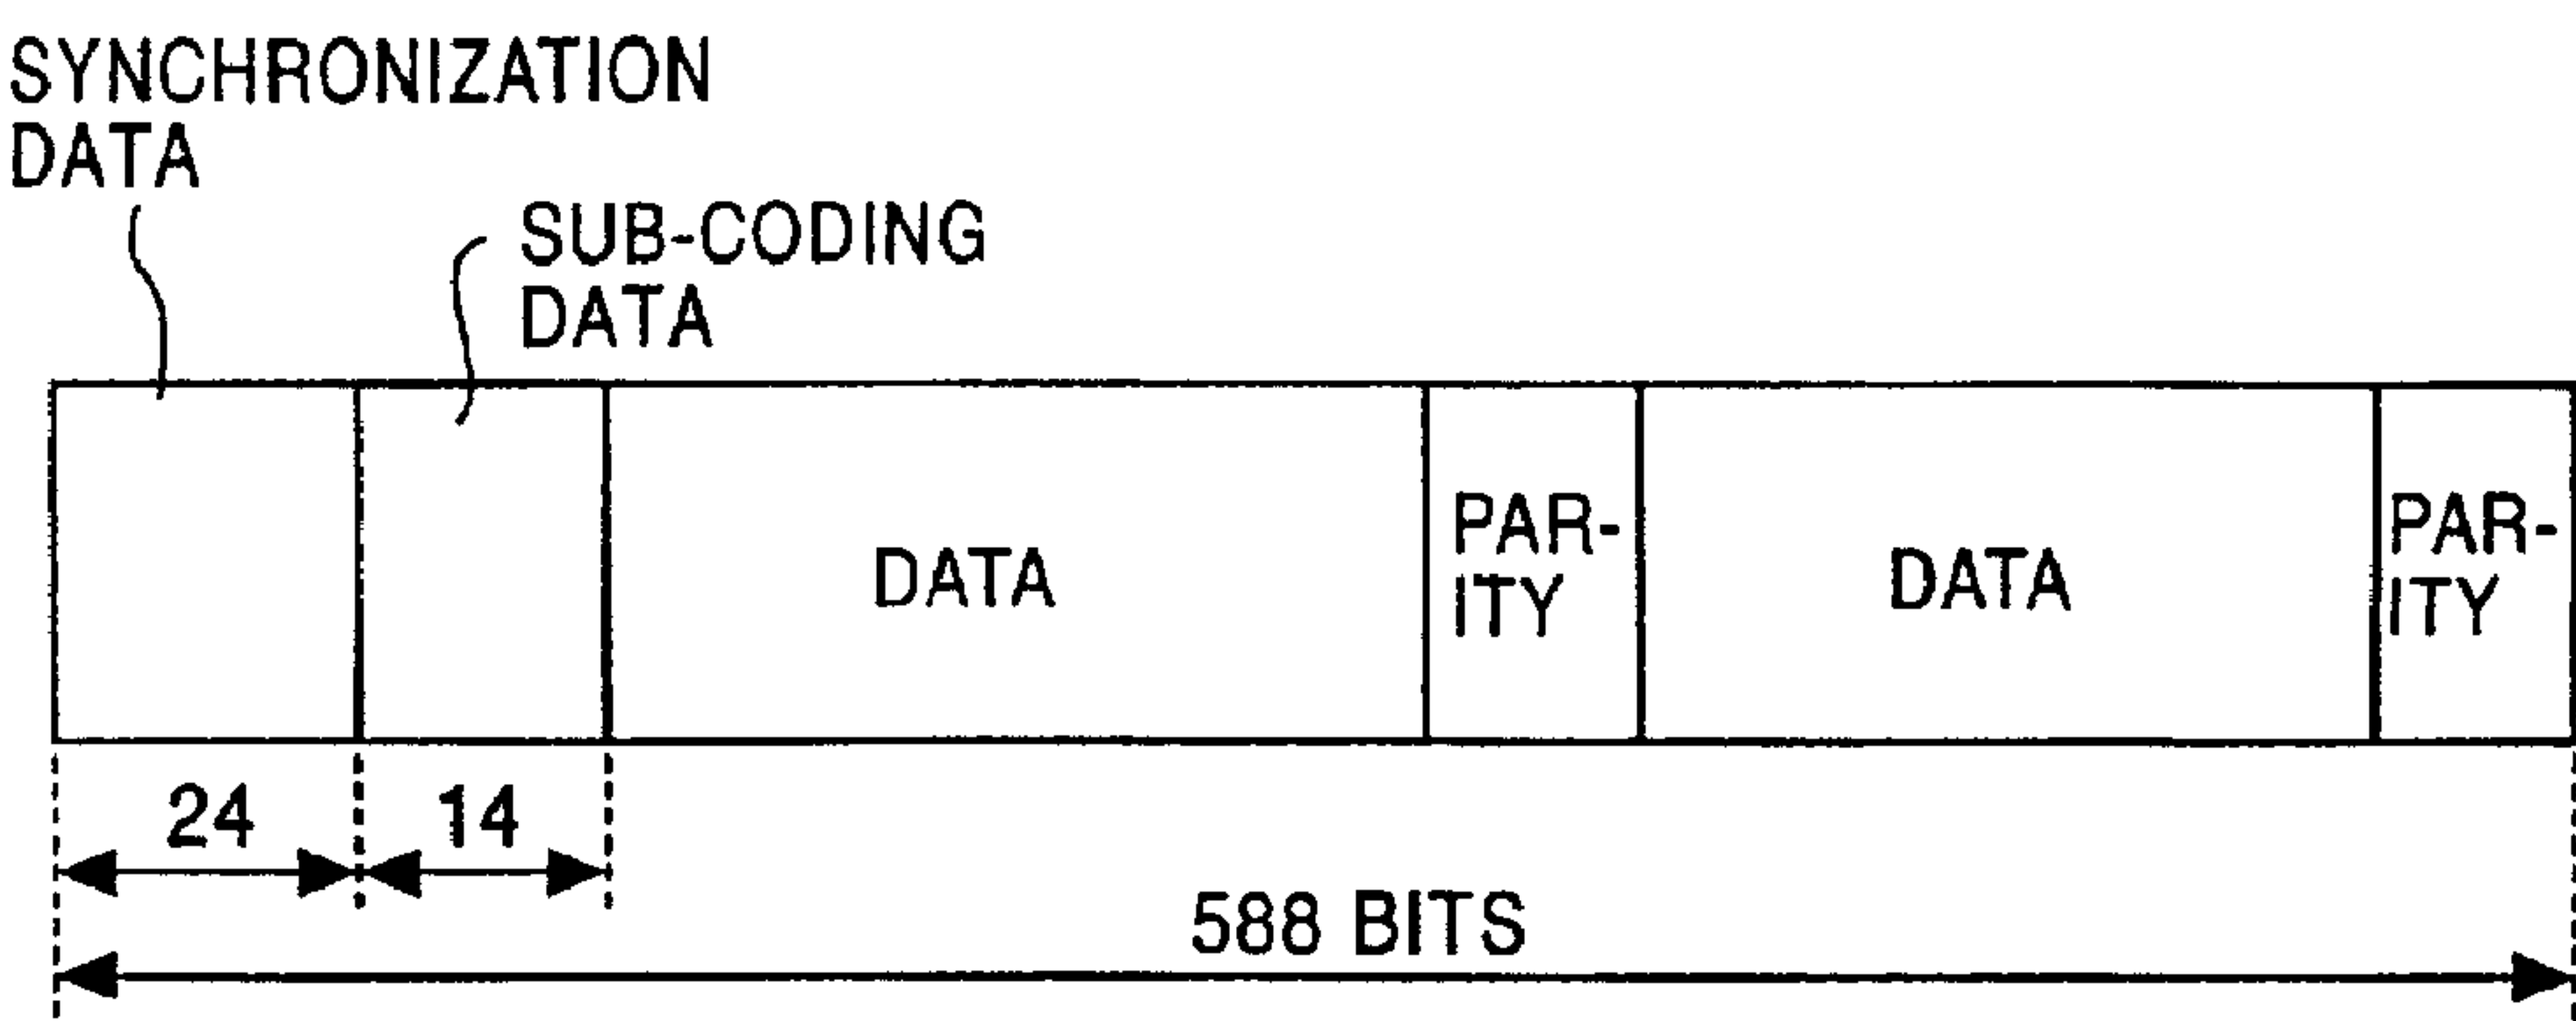 SYNCHRONIZATION
DATA
SUB-CODING
DATA
DATA
PAR-
ITY
DATA
PAR-
ITY
24
14
588 BITS